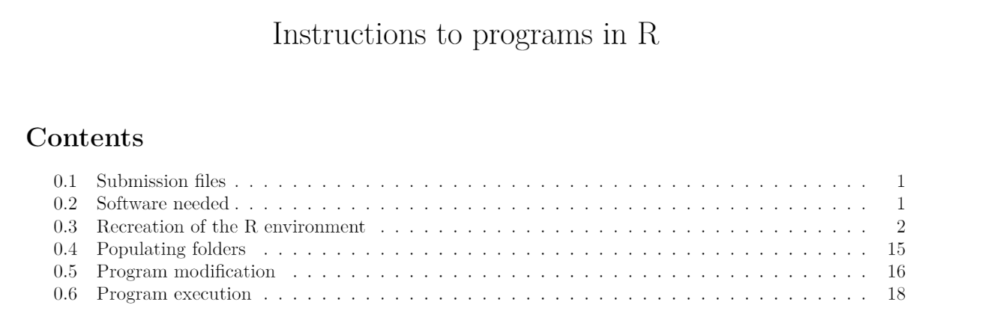 Instructions to programs in R
Contents
0.1 Submission files . . . . . . . . . . . . . . . . . . . . . . . . . . . . . . . . . . . . . . . . . . . . 1
0.2 Software needed . . . . . . . . . . . . . . . . . . . . . . . . . . . . . . . . . . . . . . . . . . . . 1
0.3 Recreation of the R environment . . . . . . . . . . . . . . . . . . . . . . . . . . . . . . . . . . 2
0.4 Populating folders . . . . . . . . . . . . . . . . . . . . . . . . . . . . . . . . . . . . . . . . . . 15
0.5 Program modification . . . . . . . . . . . . . . . . . . . . . . . . . . . . . . . . . . . . . . . . 16
0.6 Program execution . . . . . . . . . . . . . . . . . . . . . . . . . . . . . . . . . . . . . . . . . . 18